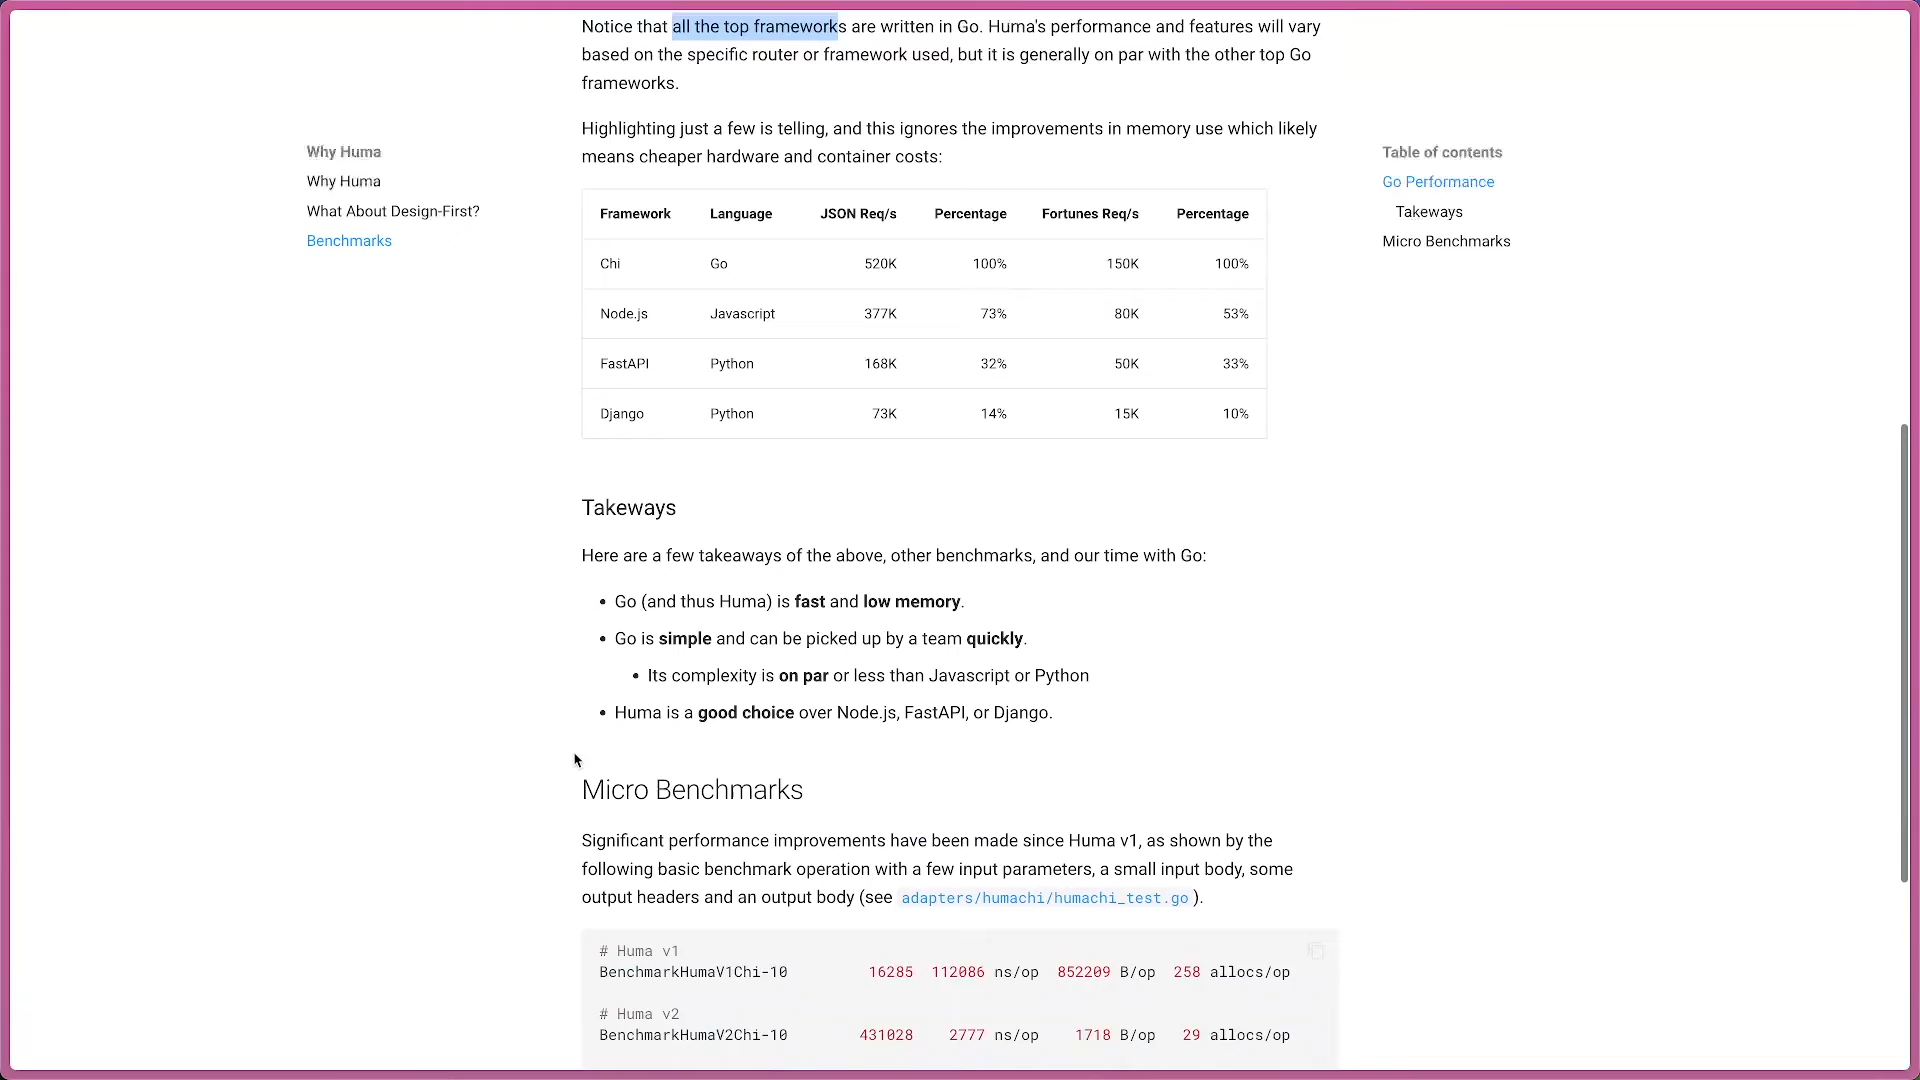 Notice that all the top frameworks are written in Go. Huma's performance and features will vary
based on the specific router or framework used, but it is generally on par with the other top Go
frameworks.
Highlighting just a few is telling, and this ignores the improvements in memory use which likely
means cheaper hardware and container costs:
Why Huma
Why Huma
What About Design-First?
Benchmarks
Table of contents
Go Performance
Takeways
Micro Benchmarks
Framework Language JSON Req/s Percentage Fortunes Req/s Percentage
Chi Go 520K 100% 150K 100%
Node.js Javascript 377K 73% 80K 53%
FastAPI Python 168K 32% 50K 33%
Django Python 73K 14% 15K 10%
Takeways
Here are a few takeaways of the above, other benchmarks, and our time with Go:
• Go (and thus Huma) is fast and low memory.
• Go is simple and can be picked up by a team quickly.
• Its complexity is on par or less than Javascript or Python
• Huma is a good choice over Node.js, FastAPI, or Django.
Micro Benchmarks
Significant performance improvements have been made since Huma v1, as shown by the
following basic benchmark operation with a few input parameters, a small input body, some
output headers and an output body (see adapters/humachi/humachi_test.go ).
# Huma v1
BenchmarkHumaV1Chi-10 16285 112086 ns/op 852209 B/op 258 allocs/op
# Huma v2
BenchmarkHumaV2Chi-10 431028 2777 ns/op 1718 B/op 29 allocs/op